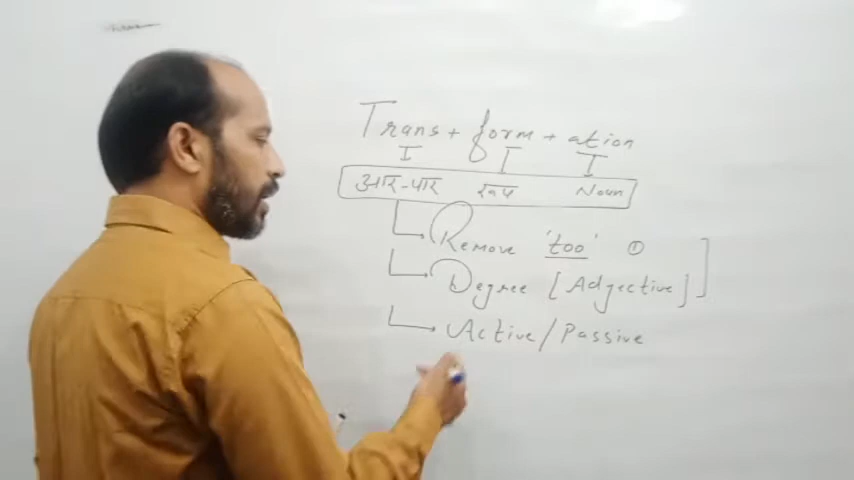 Trans + form + ation
आर-पार रूप Noun
Remove 'too' ①
Degree [Adjective]
Active/Passive